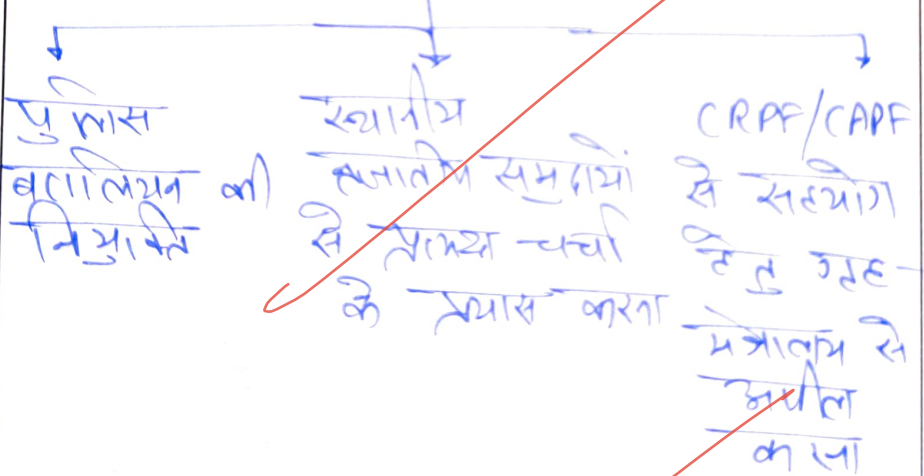 पुलिस
बटालियन की
नियुक्ति
स्थानीय
जनजातीय समुदायों
से प्रत्यक्ष चर्चा
के प्रयास करना
CRPF/CAPF
से सहयोग
हेतु गृह-
मंत्रालय से
अपील
करना